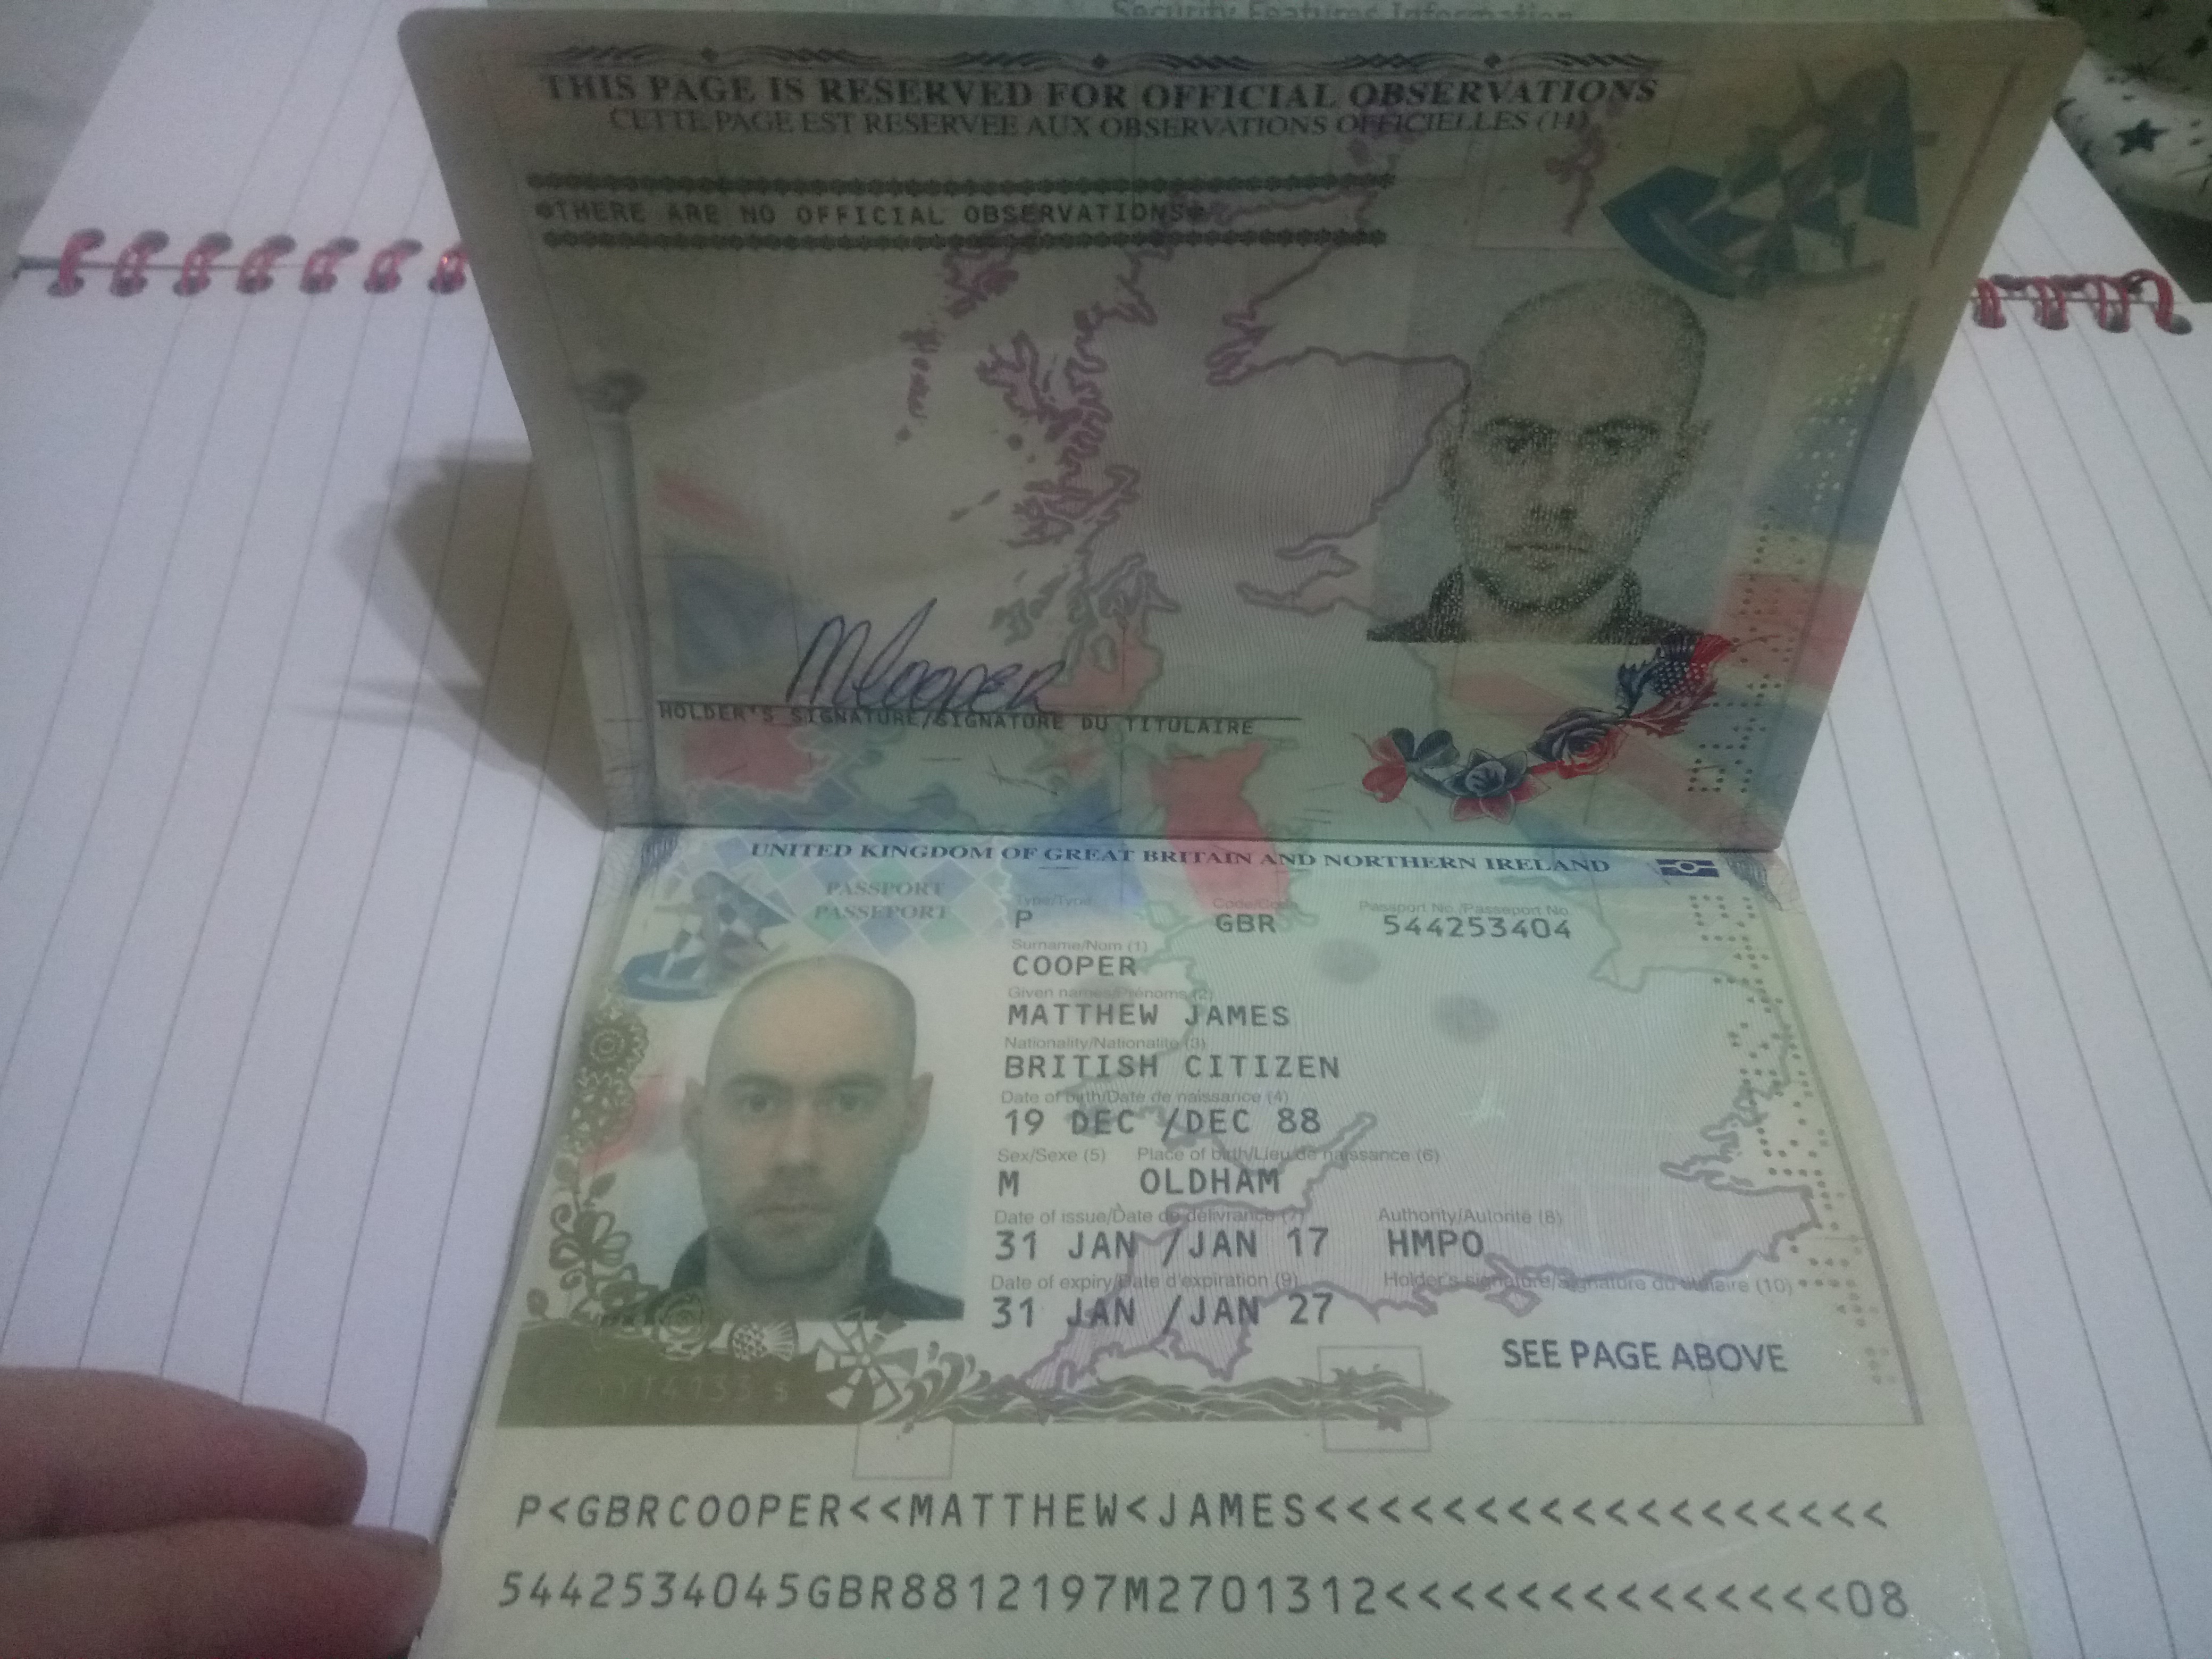 Security Features Information
THIS PAGE IS RESERVED FOR OFFICIAL OBSERVATIONS
CETTE PAGE EST RESERVEE AUX OBSERVATIONS OFFICIELLES (11)
*THERE ARE NO OFFICIAL OBSERVATIONS*
M Cooper
HOLDER'S SIGNATURE/SIGNATURE DU TITULAIRE
UNITED KINGDOM OF GREAT BRITAIN AND NORTHERN IRELAND
PASSPORT
PASSEPORT
Type/Type Code/Code Passport No./Passeport No.
P GBR 544253404
Surname/Nom (1)
COOPER
Given names/Prénoms (2)
MATTHEW JAMES
Nationality/Nationalité (3)
BRITISH CITIZEN
Date of birth/Date de naissance (4)
19 DEC /DEC 88
Sex/Sexe (5) Place of birth/Lieu de naissance (6)
M OLDHAM
Date of issue/Date de délivrance (7) Authority/Autorité (8)
31 JAN /JAN 17 HMPO
Date of expiry/Date d'expiration (9) Holder's signature/Signature du titulaire (10)
31 JAN /JAN 27
SEE PAGE ABOVE
P<GBRCOOPER<<MATTHEW<JAMES<<<<<<<<<<<<<<<<<<
5442534045GBR8812197M2701312<<<<<<<<<<<<<<08